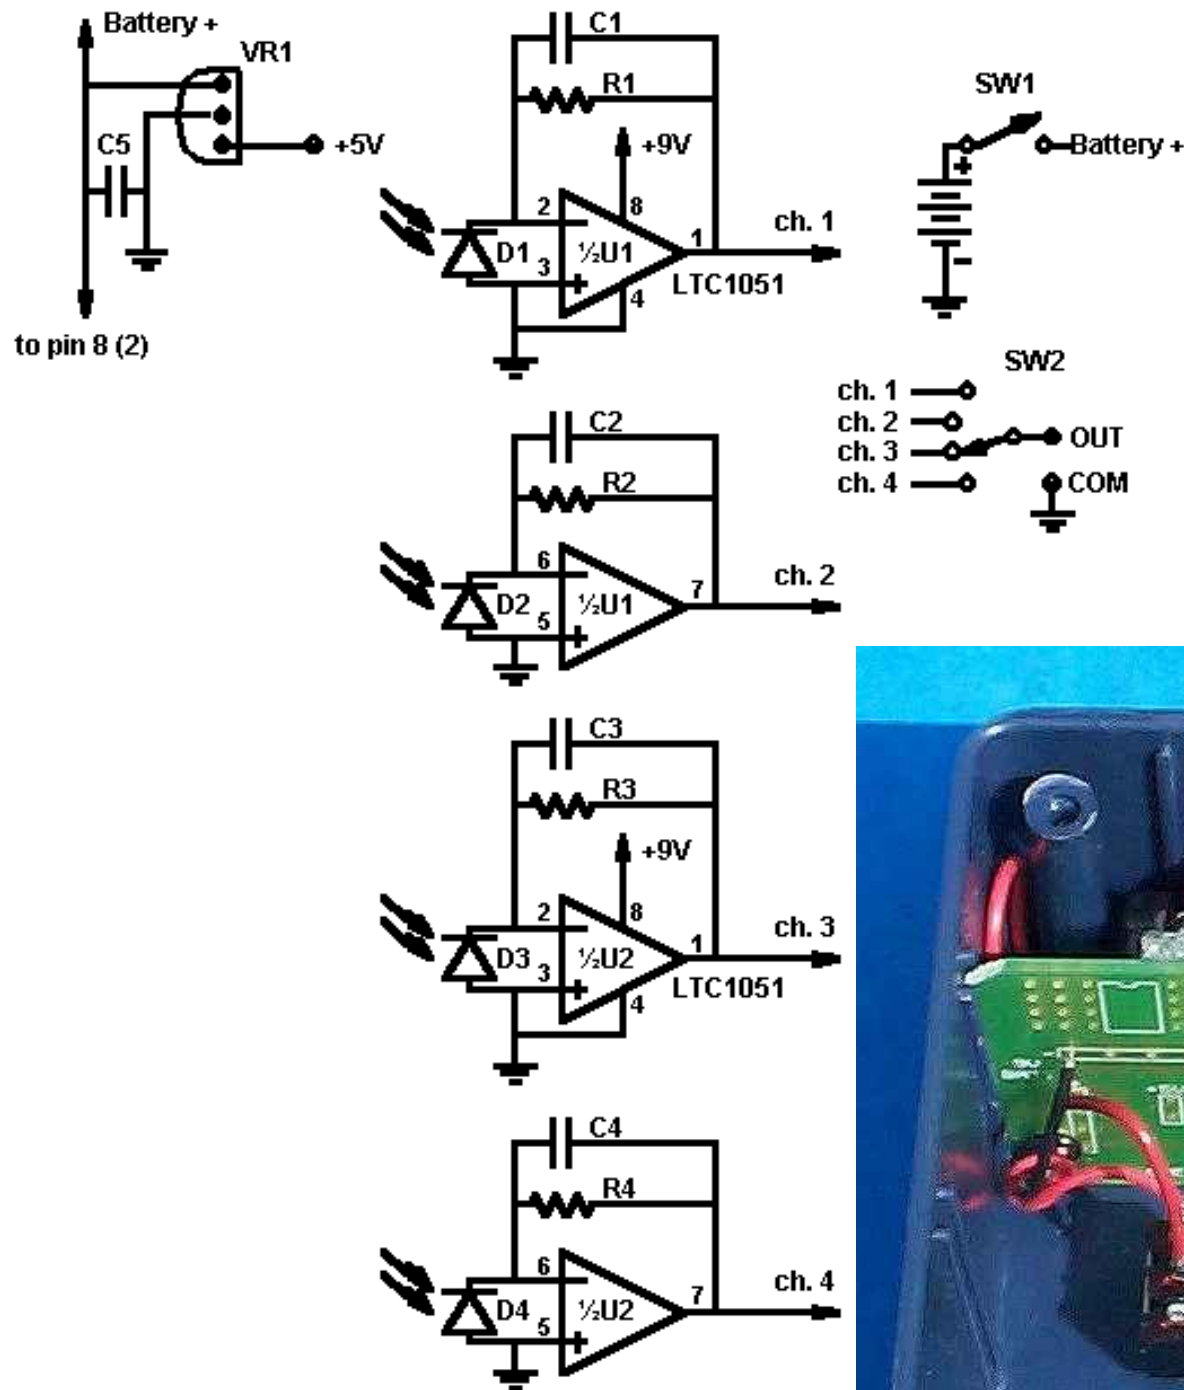 Battery +
VR1
C5
+5V
to pin 8 (2)
C1
R1
+9V
2
8
D1
½U1
1
ch. 1
3
4
LTC1051
SW1
+
Battery +
-
SW2
ch. 1
ch. 2
ch. 3
ch. 4
OUT
COM
C2
R2
6
D2
½U1
7
ch. 2
5
C3
R3
+9V
2
8
D3
½U2
1
ch. 3
3
4
LTC1051
C4
R4
6
D4
½U2
7
ch. 4
5